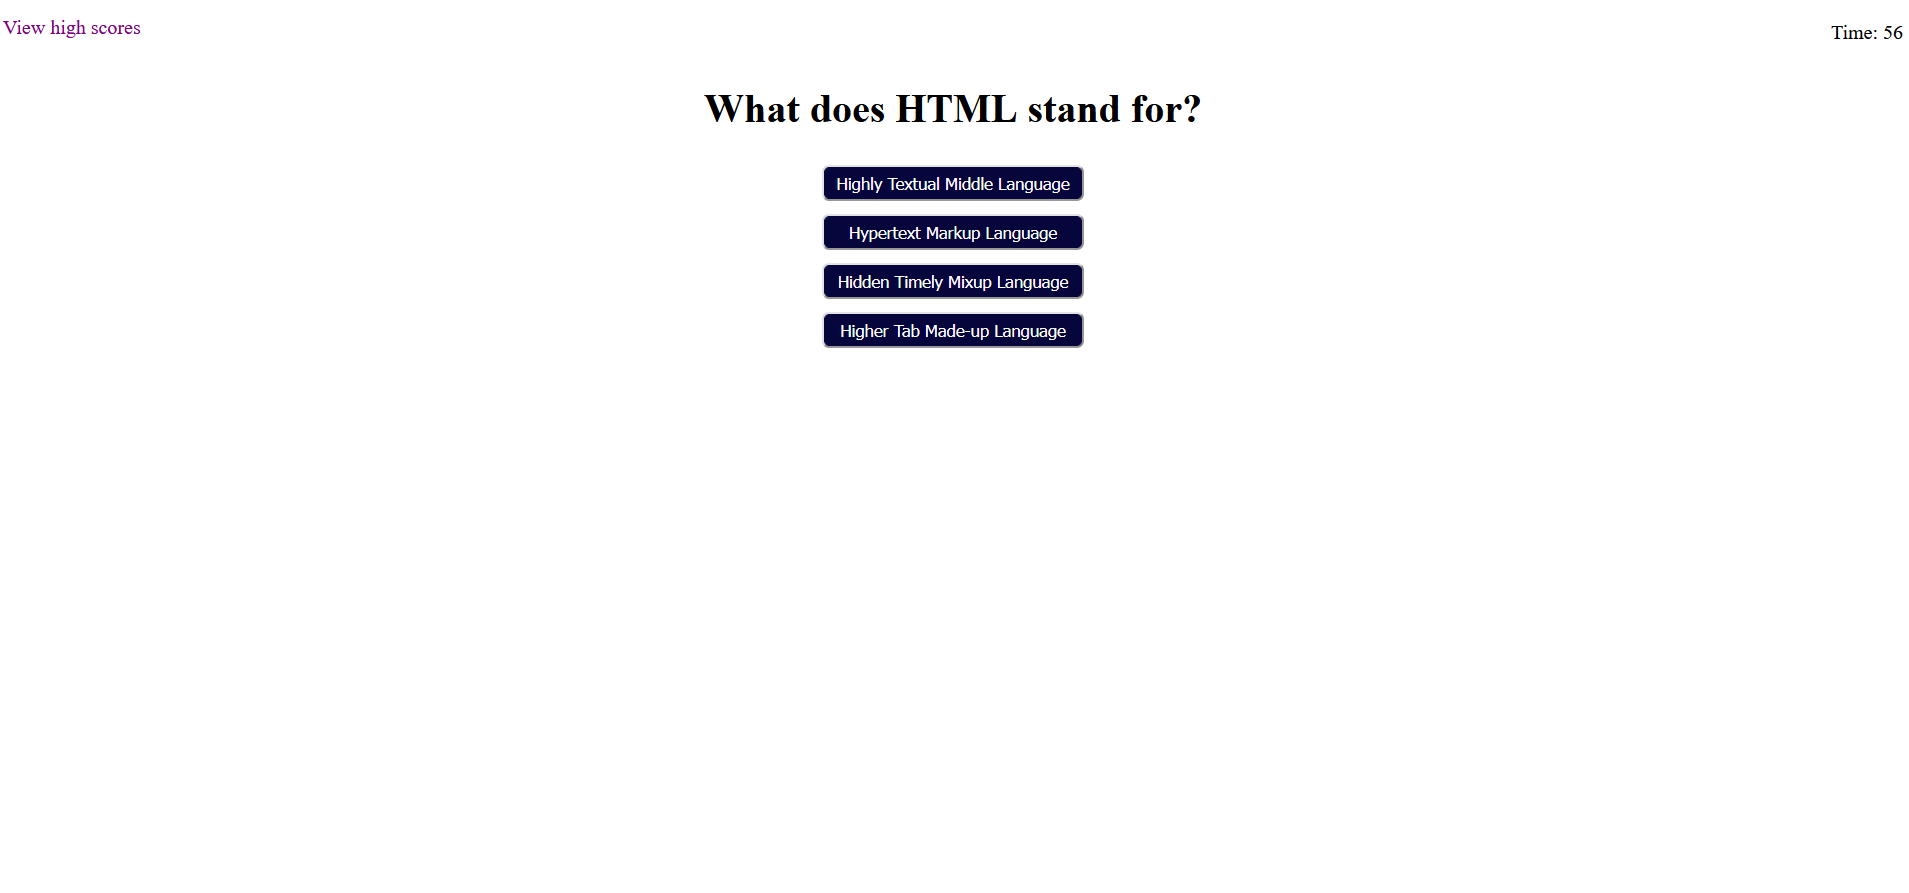 View high scores
Time: 56
What does HTML stand for?
Highly Textual Middle Language
Hypertext Markup Language
Hidden Timely Mixup Language
Higher Tab Made-up Language